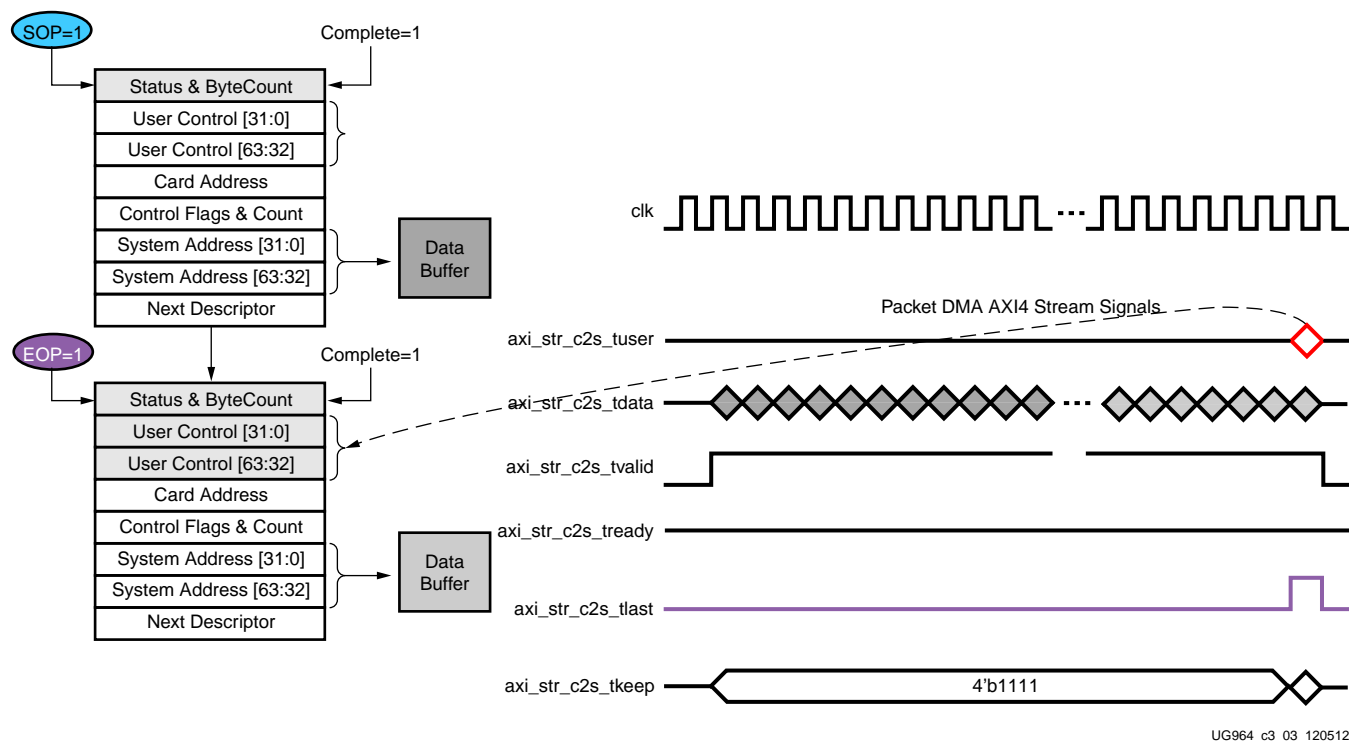 SOP=1
Complete=1
Status & ByteCount
User Control [31:0]
User Control [63:32]
Card Address
Control Flags & Count
System Address [31:0]
System Address [63:32]
Next Descriptor
Data
Buffer
EOP=1
Complete=1
Status & ByteCount
User Control [31:0]
User Control [63:32]
Card Address
Control Flags & Count
System Address [31:0]
System Address [63:32]
Next Descriptor
Data
Buffer
clk
Packet DMA AXI4 Stream Signals
axi_str_c2s_tuser
axi_str_c2s_tdata
axi_str_c2s_tvalid
axi_str_c2s_tready
axi_str_c2s_tlast
axi_str_c2s_tkeep
4'b1111
UG964_c3_03_120512